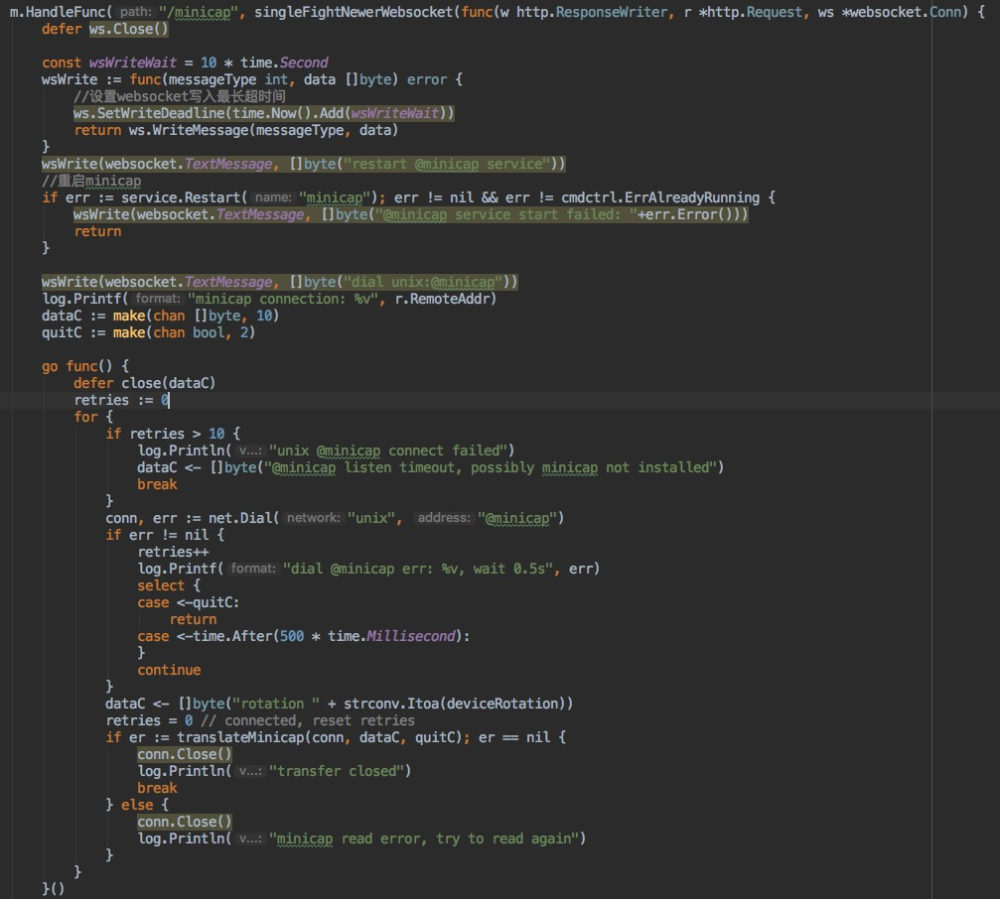 m.HandleFunc( path: "/minicap", singleFightNewerWebsocket(func(w http.ResponseWriter, r *http.Request, ws *websocket.Conn) {
    defer ws.Close()

    const wsWriteWait = 10 * time.Second
    wsWrite := func(messageType int, data []byte) error {
        //设置websocket写入最长超时间
        ws.SetWriteDeadline(time.Now().Add(wsWriteWait))
        return ws.WriteMessage(messageType, data)
    }
    wsWrite(websocket.TextMessage, []byte("restart @minicap service"))
    //重启minicap
    if err := service.Restart( name: "minicap"); err != nil && err != cmdctrl.ErrAlreadyRunning {
        wsWrite(websocket.TextMessage, []byte("@minicap service start failed: "+err.Error()))
        return
    }

    wsWrite(websocket.TextMessage, []byte("dial unix:@minicap"))
    log.Printf( format: "minicap connection: %v", r.RemoteAddr)
    dataC := make(chan []byte, 10)
    quitC := make(chan bool, 2)

    go func() {
        defer close(dataC)
        retries := 0
        for {
            if retries > 10 {
                log.Println( v...: "unix @minicap connect failed")
                dataC <- []byte("@minicap listen timeout, possibly minicap not installed")
                break
            }
            conn, err := net.Dial( network: "unix", address: "@minicap")
            if err != nil {
                retries++
                log.Printf( format: "dial @minicap err: %v, wait 0.5s", err)
                select {
                case <-quitC:
                    return
                case <-time.After(500 * time.Millisecond):
                }
                continue
            }
            dataC <- []byte("rotation " + strconv.Itoa(deviceRotation))
            retries = 0 // connected, reset retries
            if er := translateMinicap(conn, dataC, quitC); er == nil {
                conn.Close()
                log.Println( v...: "transfer closed")
                break
            } else {
                conn.Close()
                log.Println( v...: "minicap read error, try to read again")
            }
        }
    }()